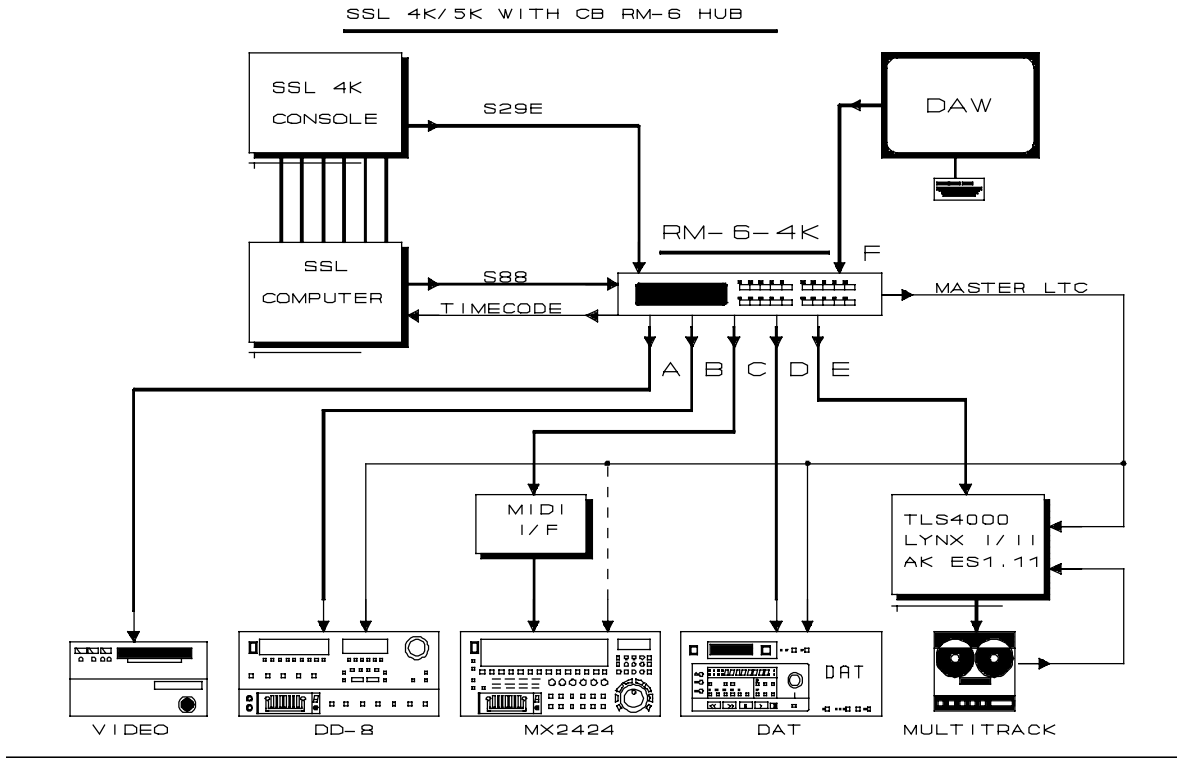 SSL 4K/5K WITH CB RM-6 HUB
SSL 4K
CONSOLE
S29E
DAW
RM-6-4K
F
SSL
COMPUTER
S88
TIMECODE
MASTER LTC
A B C D E
MIDI
I/F
TLS4000
LYNX I/II
AK ES1.11
DAT
VIDEO
DD-8
MX2424
DAT
MULTITRACK